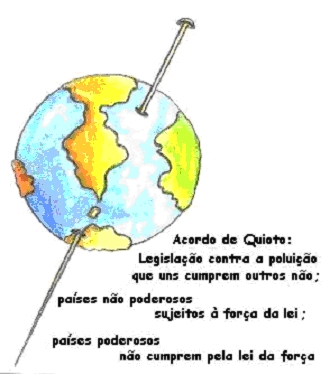 Acordo de Quioto:
Legislação contra a poluição
que uns cumprem outros não;
países não poderosos
sujeitos à força da lei;
países poderosos
não cumprem pela lei da força